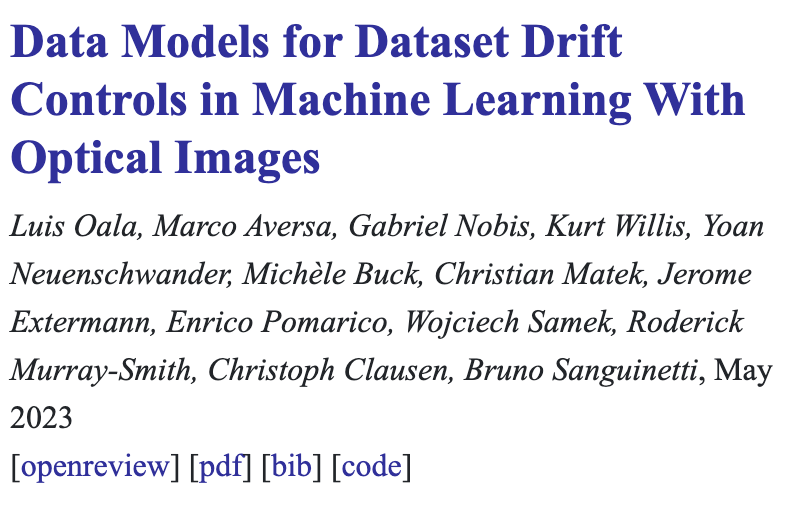 Data Models for Dataset Drift
Controls in Machine Learning With
Optical Images
Luis Oala, Marco Aversa, Gabriel Nobis, Kurt Willis, Yoan
Neuenschwander, Michèle Buck, Christian Matek, Jerome
Extermann, Enrico Pomarico, Wojciech Samek, Roderick
Murray-Smith, Christoph Clausen, Bruno Sanguinetti, May
2023
[openreview] [pdf] [bib] [code]